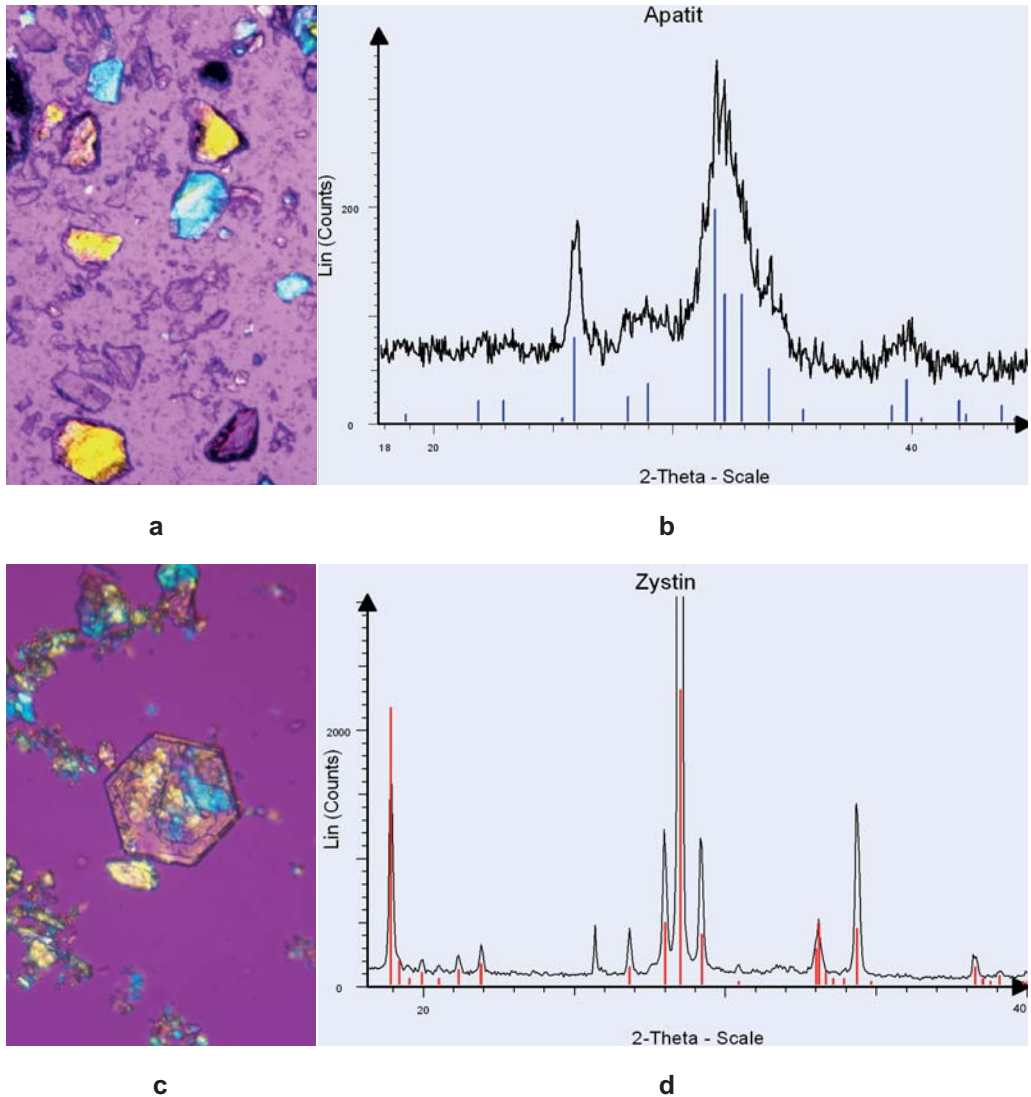 Apatit
Lin (Counts)
200
0
18
20
40
2-Theta - Scale
a
b
Zystin
Lin (Counts)
2000
0
20
40
2-Theta - Scale
c
d